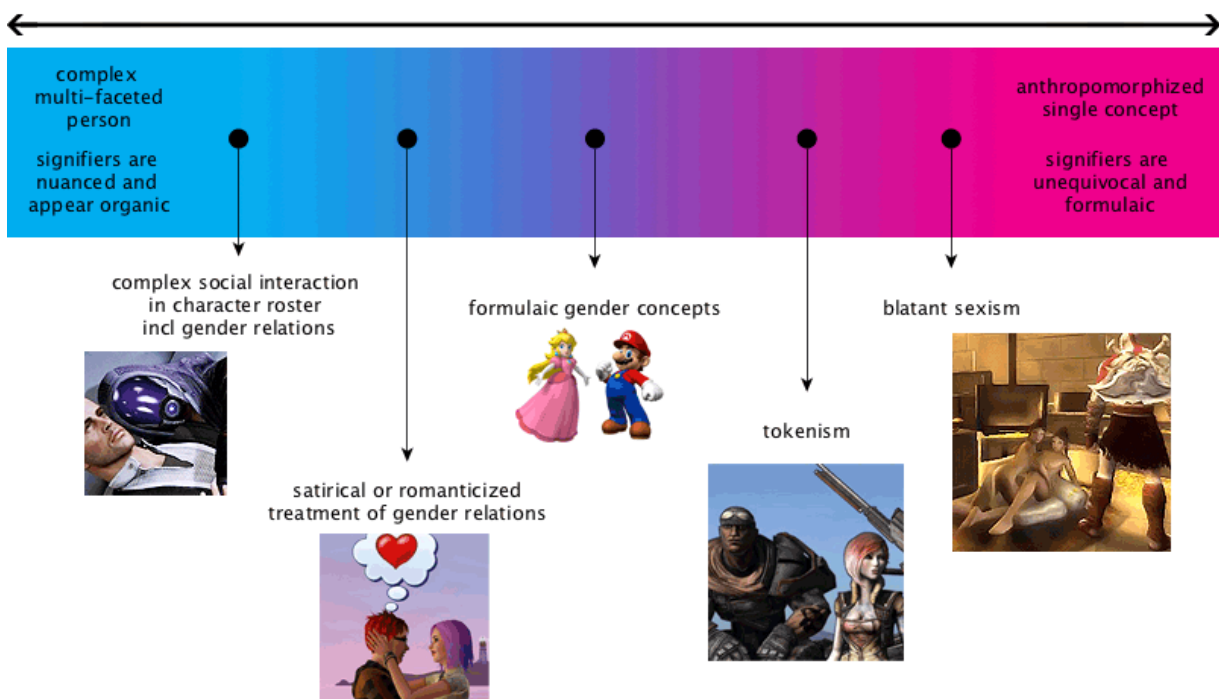 complex
multi-faceted
person
signifiers are
nuanced and
appear organic
anthropomorphized
single concept
signifiers are
unequivocal and
formulaic
complex social interaction
in character roster
incl gender relations
satirical or romanticized
treatment of gender relations
formulaic gender concepts
tokenism
blatant sexism